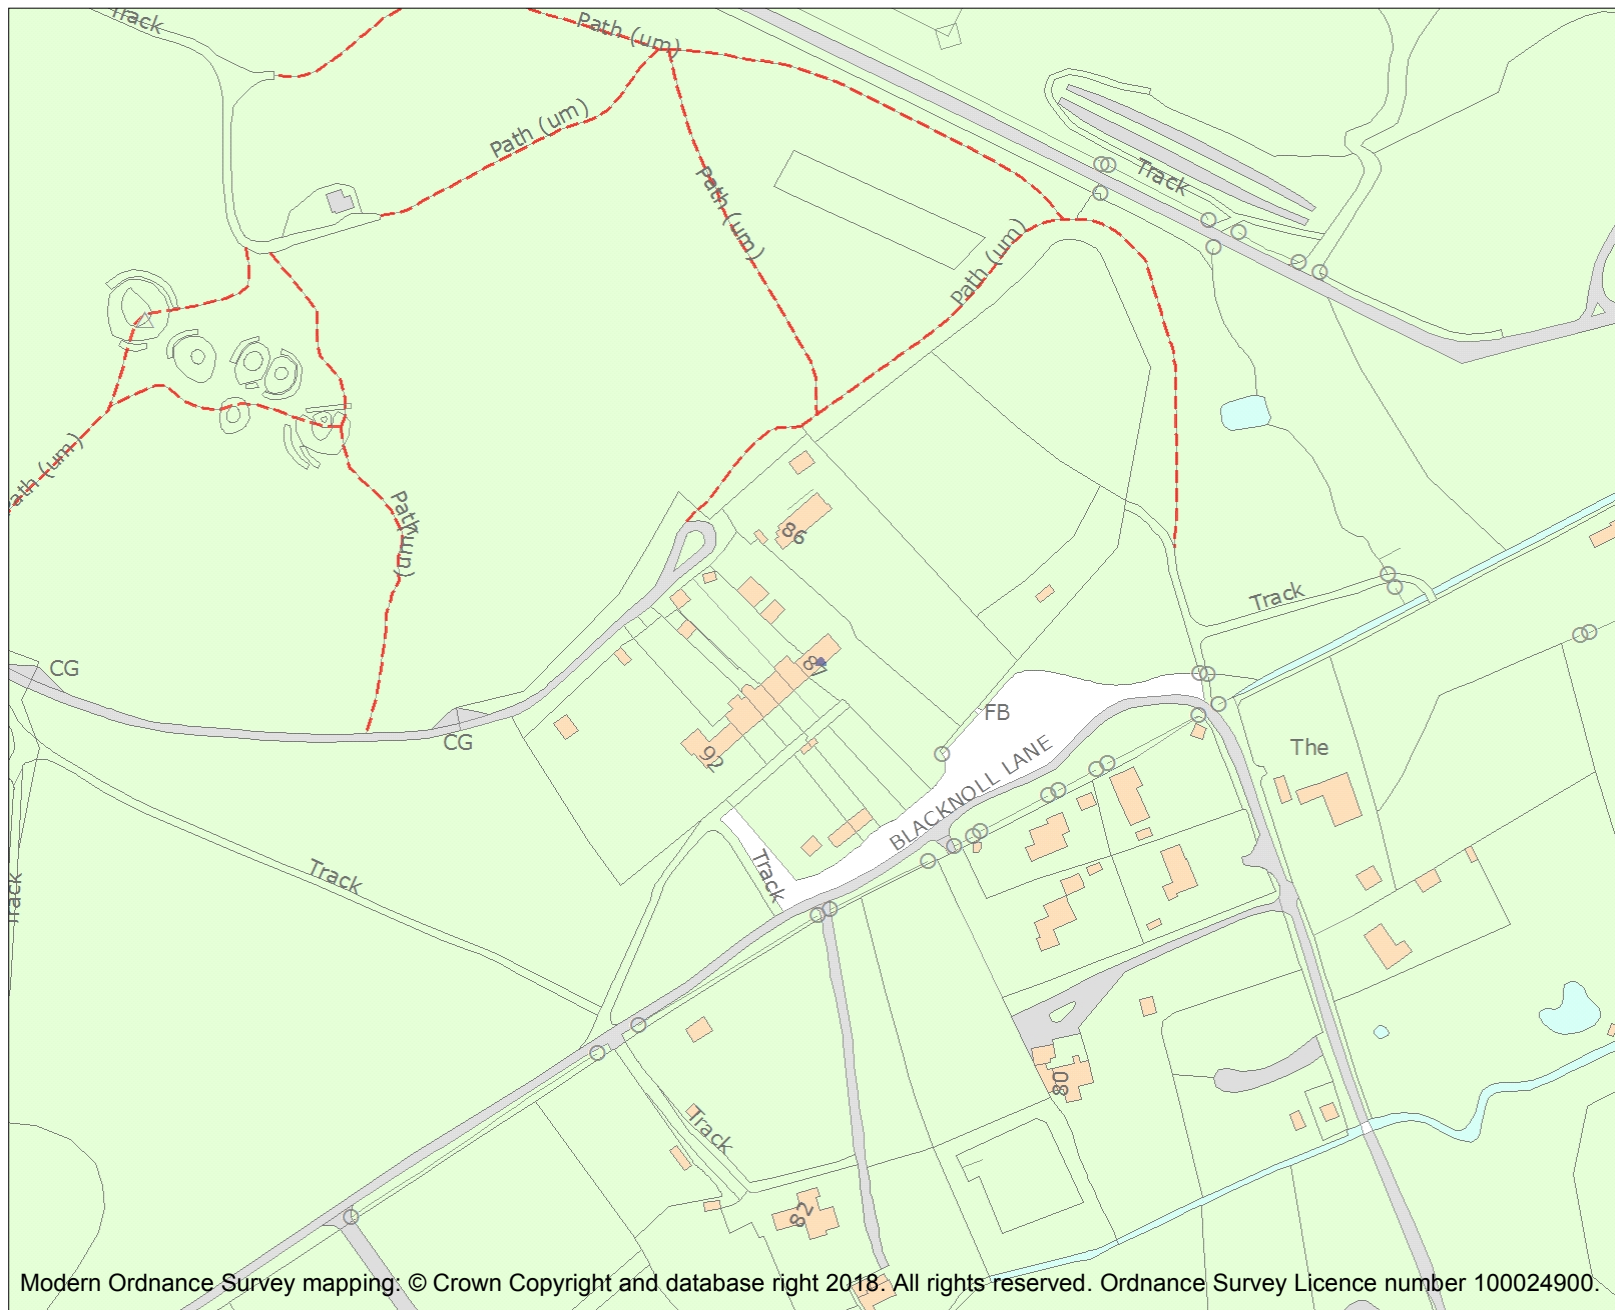 Track
Path (um)
Path (um)
Path (um)
Track
Path (um)
Path (um)
86
Path (um)
Track
87
CG
FB
CG
92
The
BLACKNOLL LANE
Track
Track
Track
80
Track
82
Modern Ordnance Survey mapping: © Crown Copyright and database right 2018. All rights reserved. Ordnance Survey Licence number 100024900.